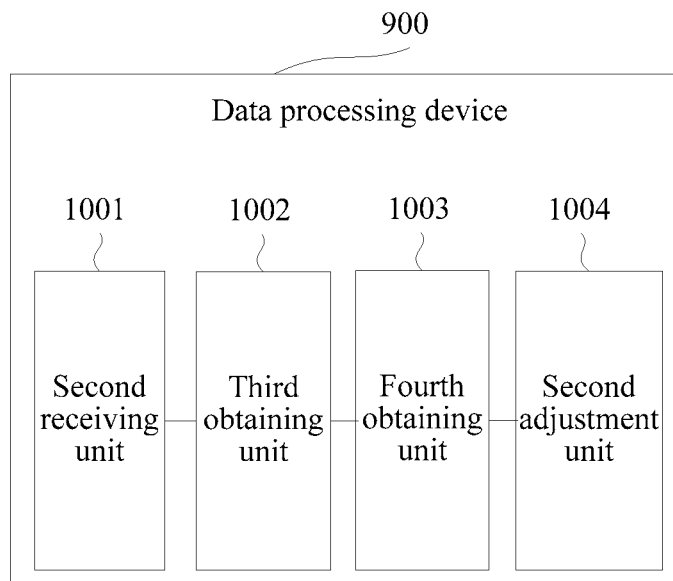 900
Data processing device
1001
1002
1003
1004
Second
receiving
unit
Third
obtaining
unit
Fourth
obtaining
unit
Second
adjustment
unit